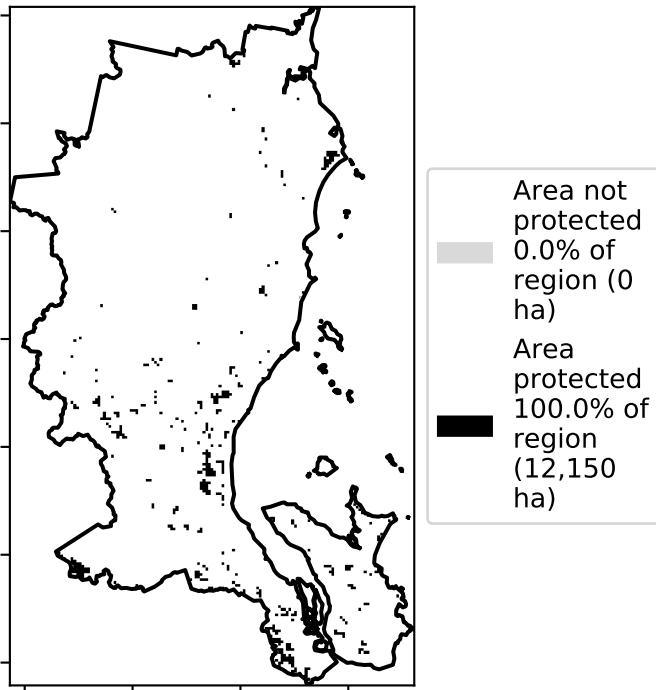 Area not
protected
0.0% of
region (0
ha)
Area
protected
100.0% of
region
(12,150
ha)